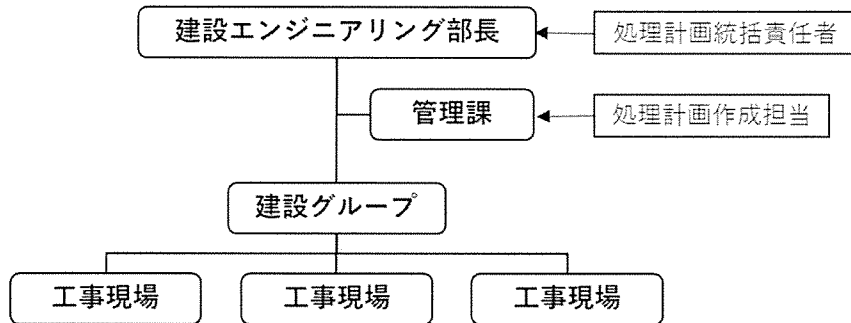 建設エンジニアリング部長
処理計画統括責任者
管理課
処理計画作成担当
建設グループ
工事現場
工事現場
工事現場